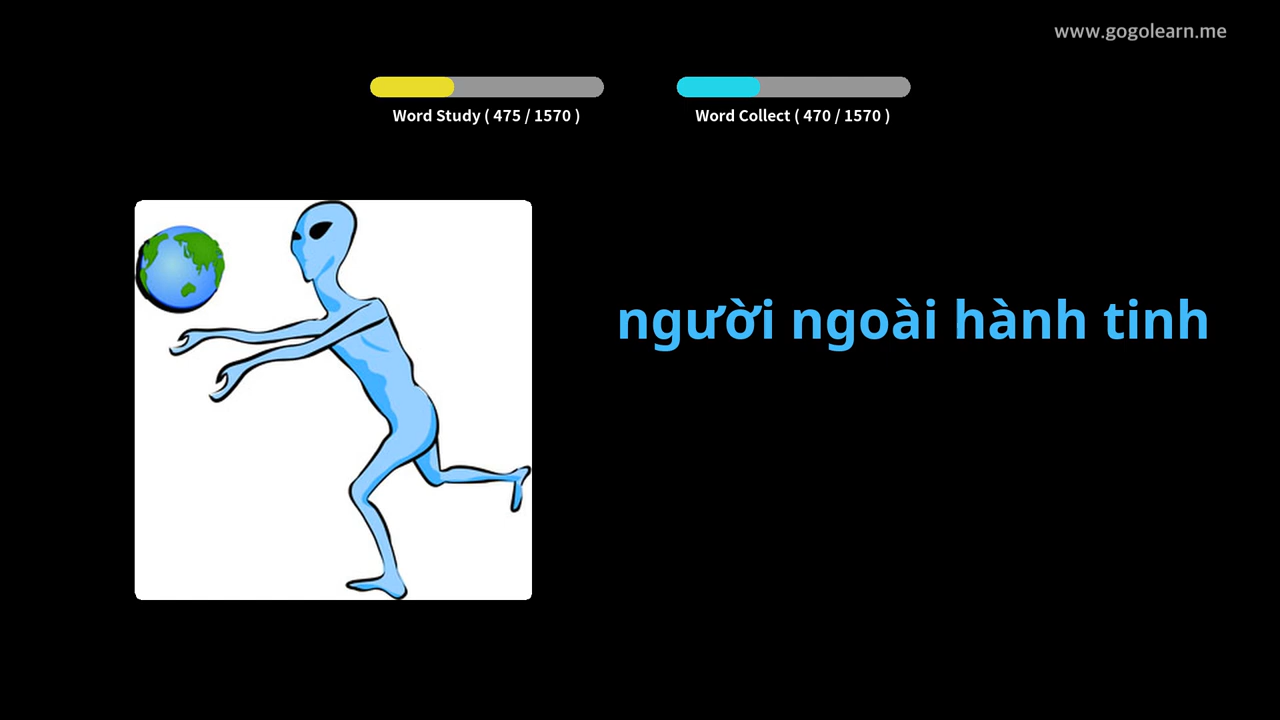 www.gogolearn.me
Word Study ( 475 / 1570 )
Word Collect ( 470 / 1570 )
người ngoài hành tinh